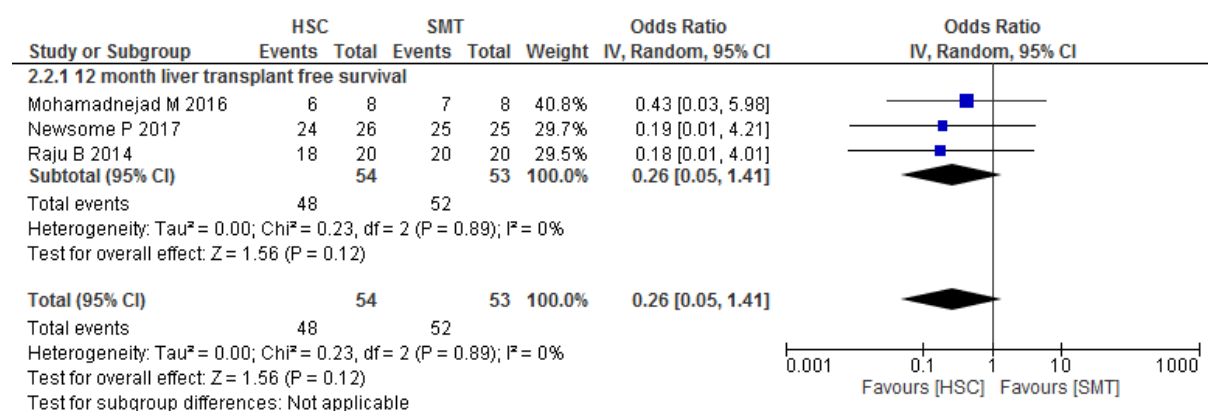 HSC SMT Odds Ratio Odds Ratio
Study or Subgroup Events Total Events Total Weight IV, Random, 95% CI IV, Random, 95% CI
2.2.1 12 month liver transplant free survival
Mohamadnejad M 2016 6 8 7 8 40.8% 0.43 [0.03, 5.98]
Newsome P 2017 24 26 25 25 29.7% 0.19 [0.01, 4.21]
Raju B 2014 18 20 20 20 29.5% 0.18 [0.01, 4.01]
Subtotal (95% CI) 54 53 100.0% 0.26 [0.05, 1.41]
Total events 48 52
Heterogeneity: Tau² = 0.00; Chi² = 0.23, df = 2 (P = 0.89); I² = 0%
Test for overall effect: Z = 1.56 (P = 0.12)
Total (95% CI) 54 53 100.0% 0.26 [0.05, 1.41]
Total events 48 52
Heterogeneity: Tau² = 0.00; Chi² = 0.23, df = 2 (P = 0.89); I² = 0%
Test for overall effect: Z = 1.56 (P = 0.12)
Test for subgroup differences: Not applicable
0.001 0.1 1 10 1000
Favours [HSC] Favours [SMT]